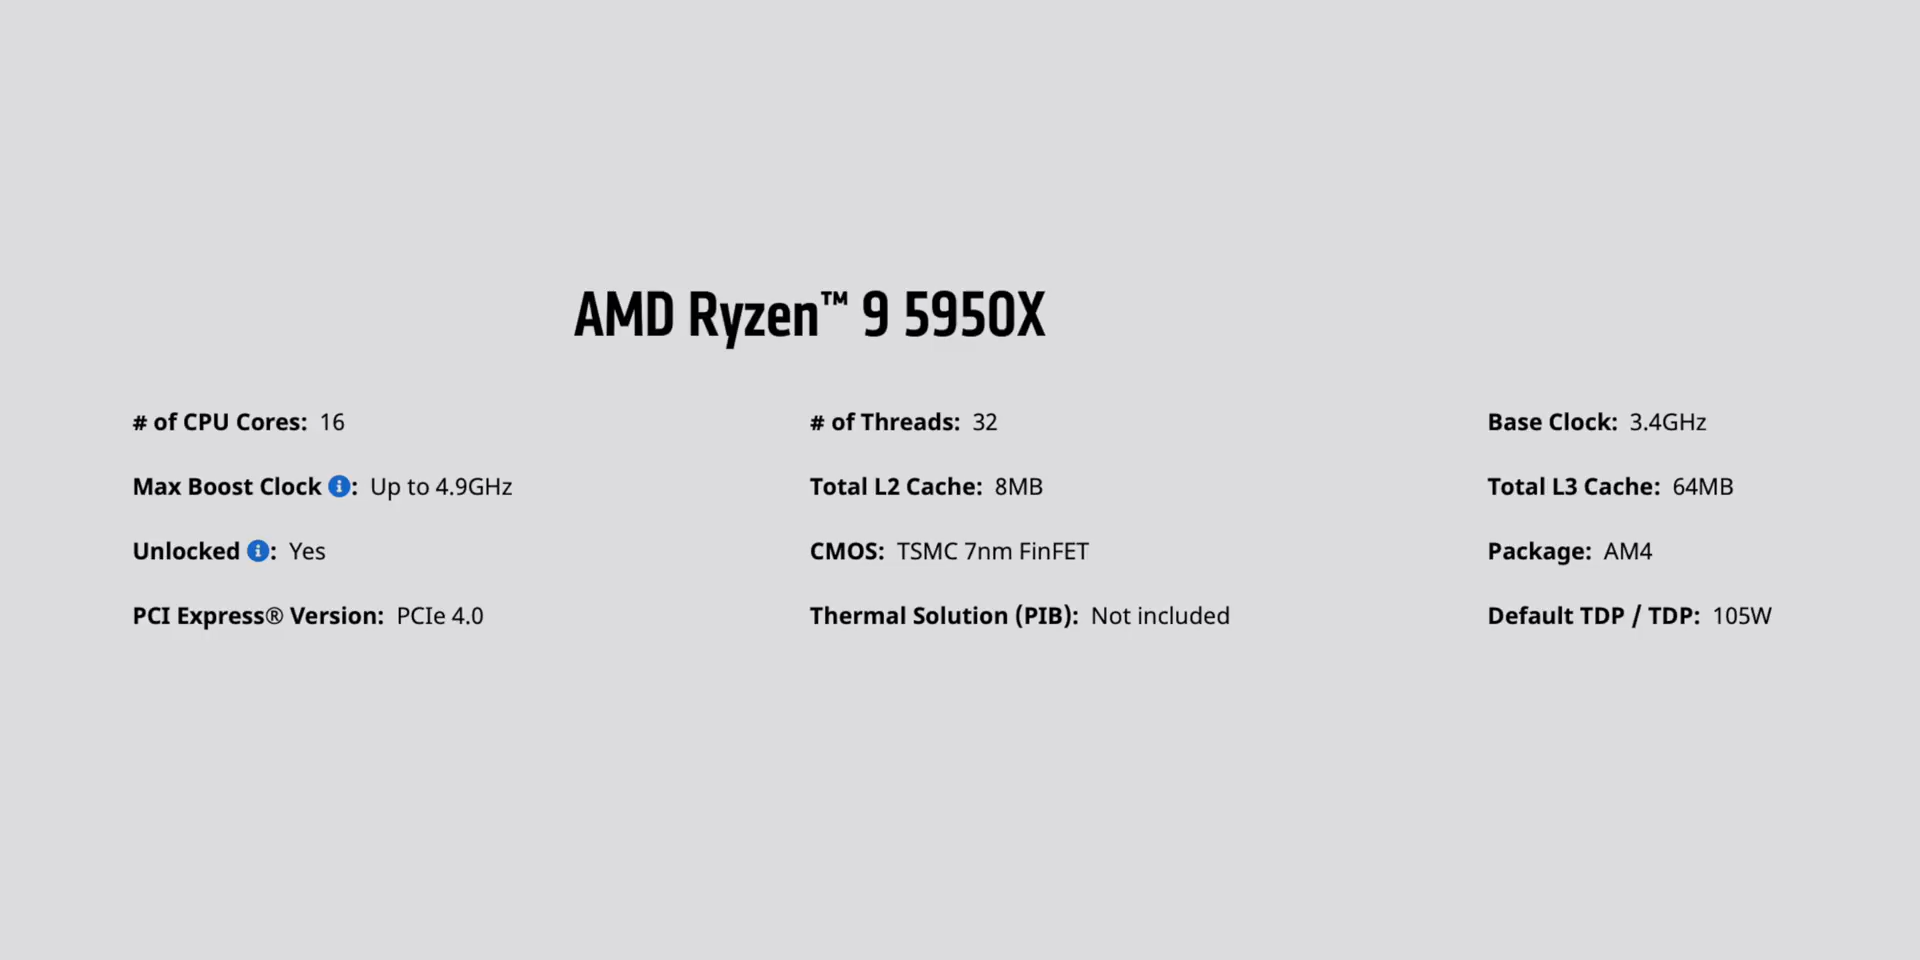 AMD Ryzen™ 9 5950X
# of CPU Cores: 16
# of Threads: 32
Base Clock: 3.4GHz
Max Boost Clock ℹ: Up to 4.9GHz
Total L2 Cache: 8MB
Total L3 Cache: 64MB
Unlocked ℹ: Yes
CMOS: TSMC 7nm FinFET
Package: AM4
PCI Express® Version: PCIe 4.0
Thermal Solution (PIB): Not included
Default TDP / TDP: 105W